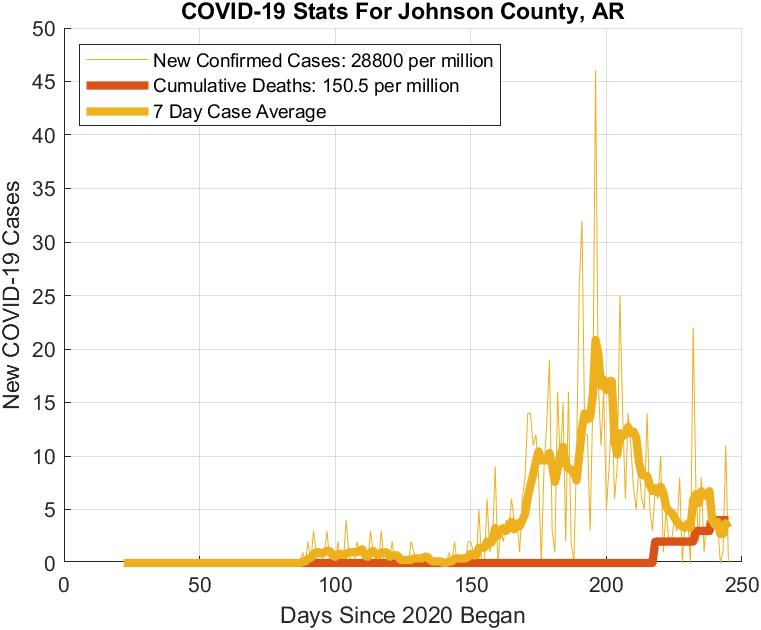 COVID-19 Stats For Johnson County, AR
50
45
40
35
30
25
20
15
10
5
0
New COVID-19 Cases
New Confirmed Cases: 28800 per million
Cumulative Deaths: 150.5 per million
7 Day Case Average
0 50 100 150 200 250
Days Since 2020 Began